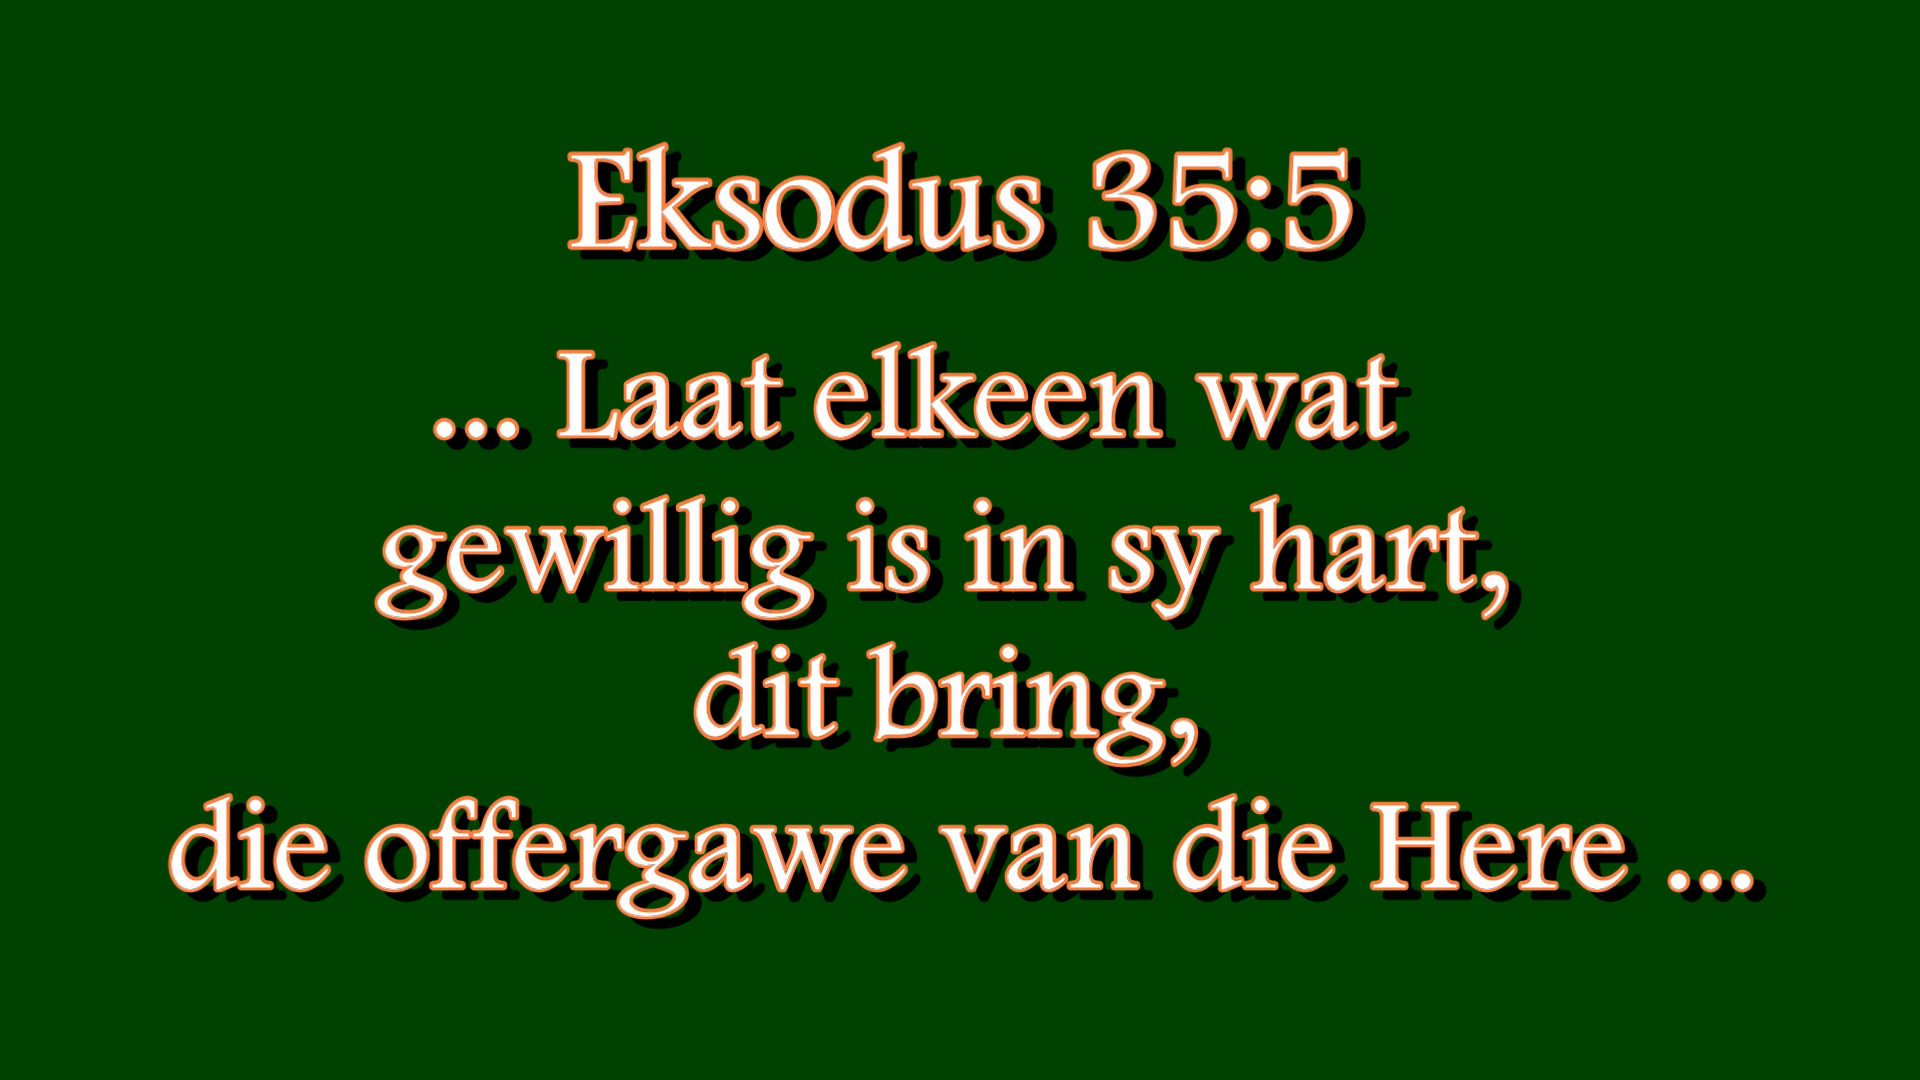 Eksodus 35:5
... Laat elkeen wat
gewillig is in sy hart,
dit bring,
die offergawe van die Here ...